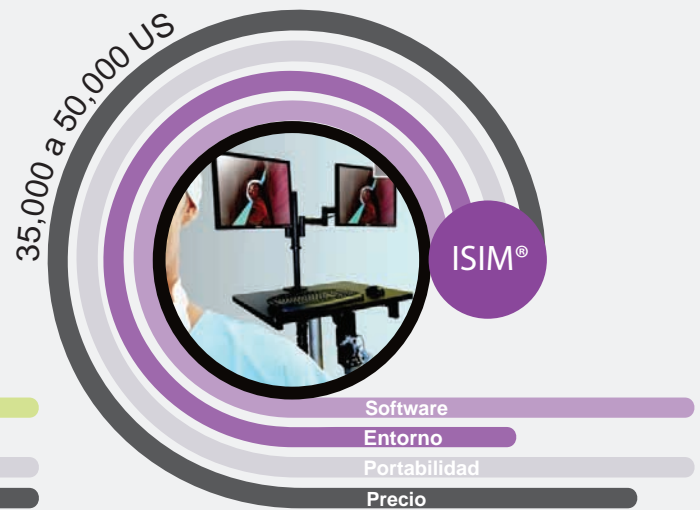 35,000 a 50,000 US
ISIM®
Software
Entorno
Portabilidad
Precio